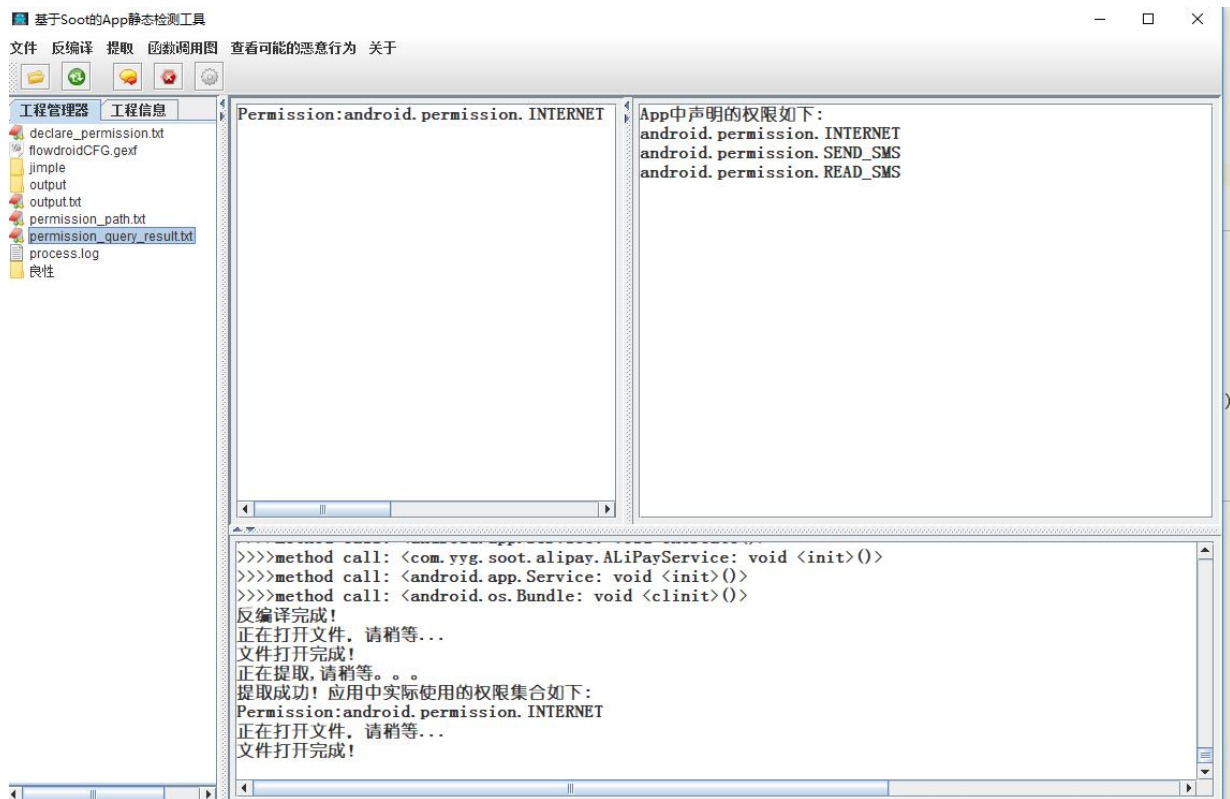 基于Soot的App静态检测工具
文件 反编译 提取 函数调用图 查看可能的恶意行为 关于
工程管理器 工程信息
declare_permission.txt
flowdroidCFG.gexf
jimple
output
output.txt
permission_path.txt
permission_query_result.txt
process.log
良性
Permission:android.permission.INTERNET
App中声明的权限如下:
android.permission.INTERNET
android.permission.SEND_SMS
android.permission.READ_SMS
>>>>method call: <com.yyg.soot.alipay.ALiPayService: void <init>()>
>>>>method call: <android.app.Service: void <init>()>
>>>>method call: <android.os.Bundle: void <clinit>()>
反编译完成!
正在打开文件, 请稍等...
文件打开完成!
正在提取,请稍等。。。
提取成功! 应用中实际使用的权限集合如下:
Permission:android.permission.INTERNET
正在打开文件, 请稍等...
文件打开完成!